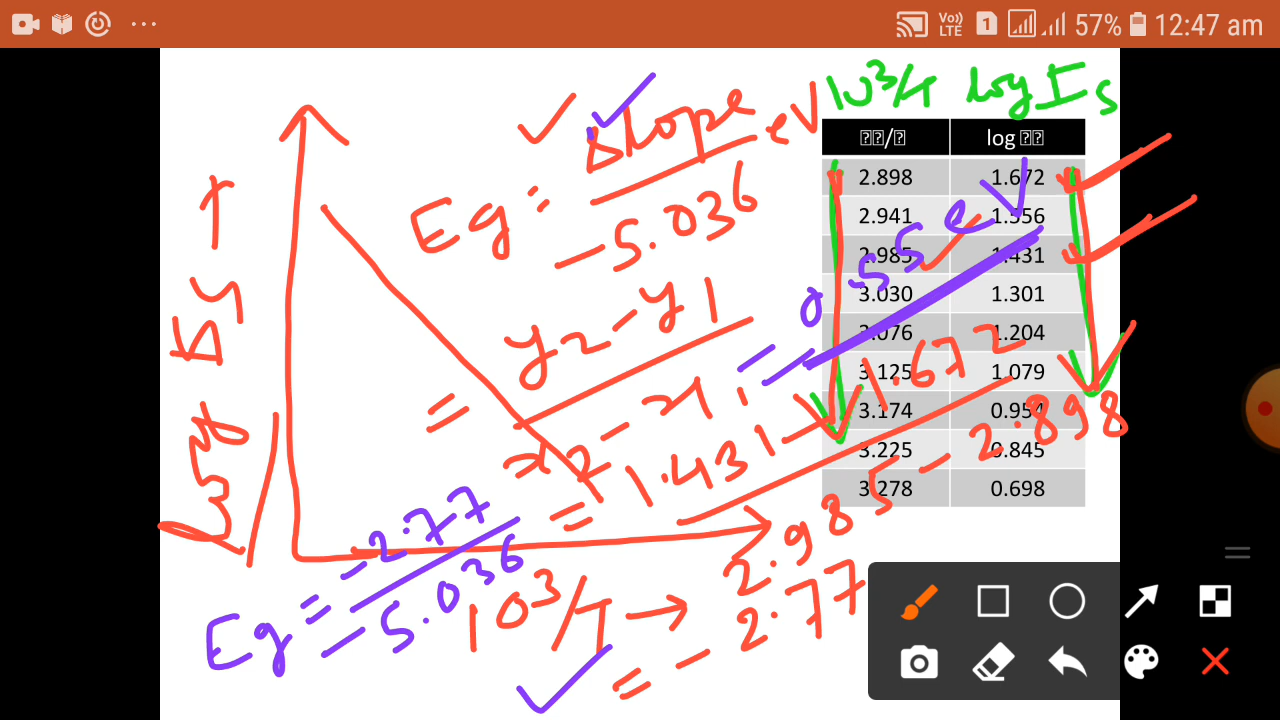 Vo)) LTE 1 57% 12:47 am
10³/T log Is
log
2.898 1.672
2.941 1.556
2.985 1.431
3.030 1.301
3.076 1.204
3.125 1.079
3.174 0.954
3.225 0.845
3.278 0.698
Eg = Slope / -5.036 eV
= y2-y1 / x2-x1
= 1.431-1.672 / 2.985-2.898
= -2.77
Eg = -2.77 / -5.036
= 0.55 eV
10³/T →